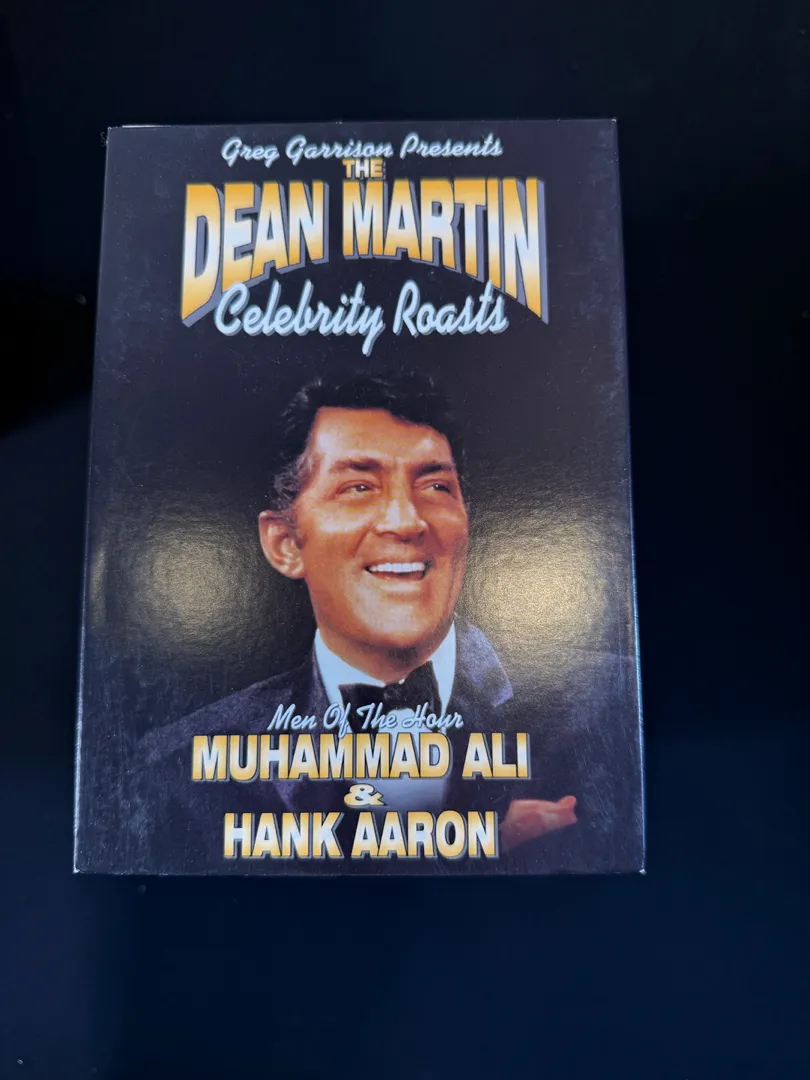 Greg Garrison Presents
THE
DEAN MARTIN
Celebrity Roasts
Men Of The Hour
MUHAMMAD ALI
&
HANK AARON